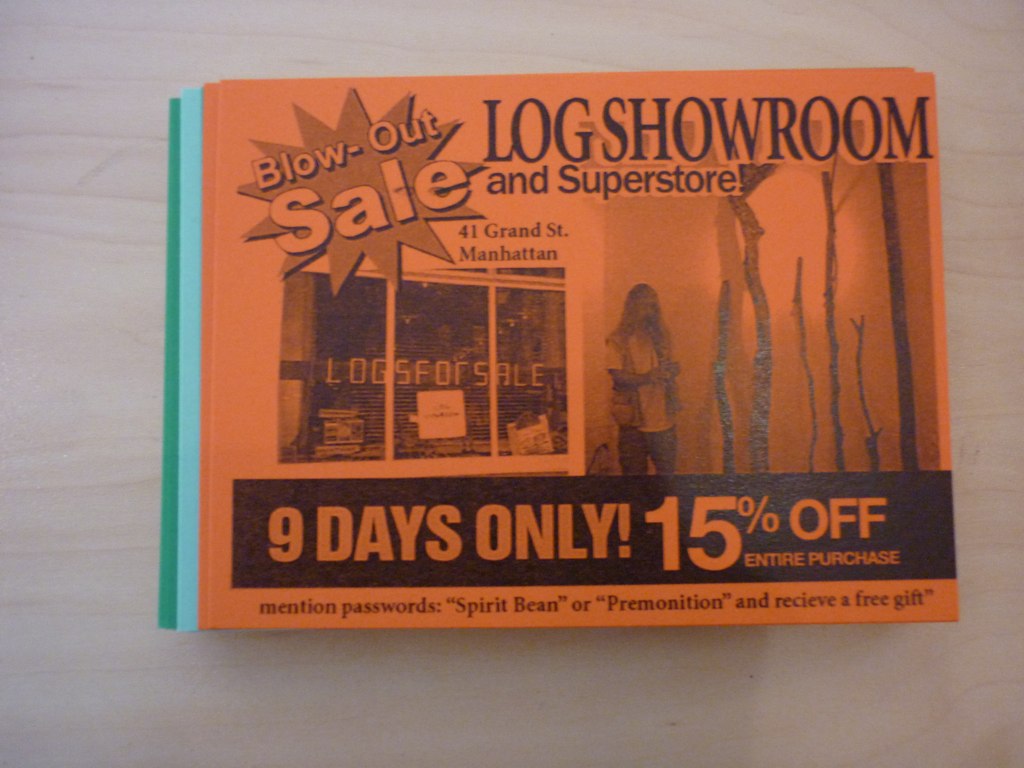 Blow-Out
Sale
LOG SHOWROOM
and Superstore!
41 Grand St.
Manhattan
LOGSFOrSALE
9 DAYS ONLY! 15% OFF
ENTIRE PURCHASE
mention passwords: “Spirit Bean” or “Premonition” and recieve a free gift”